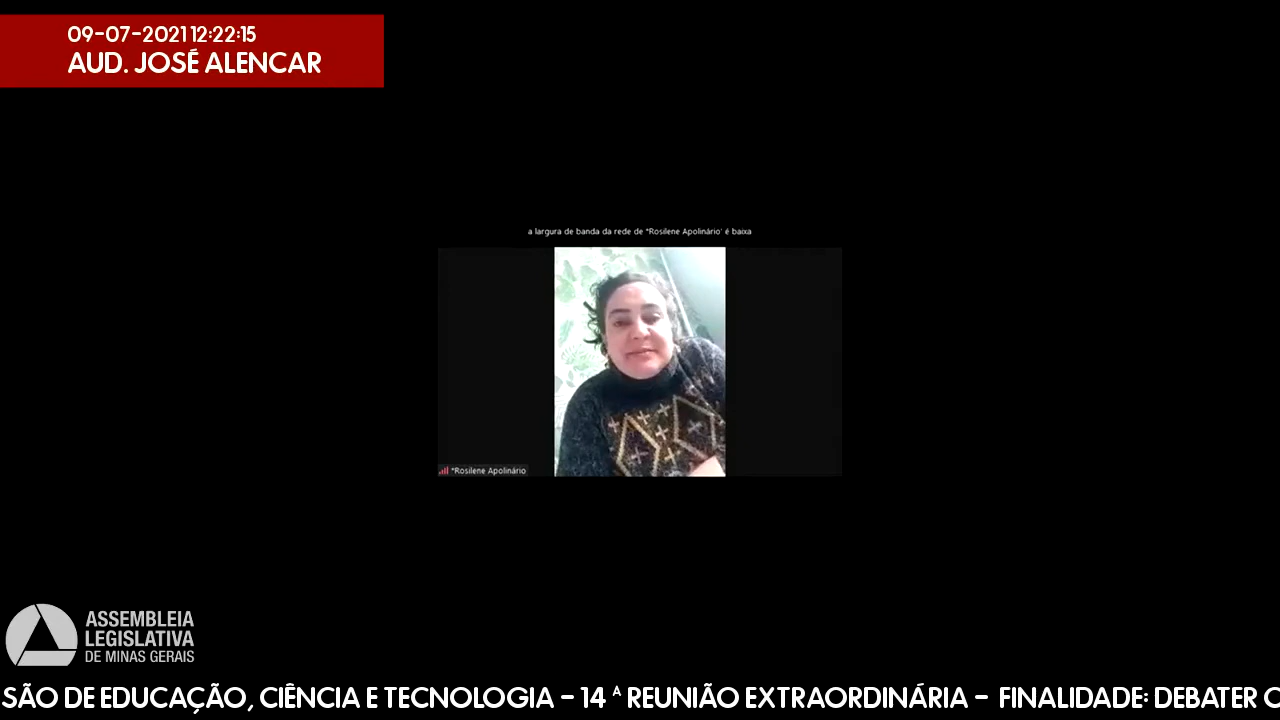 09-07-2021 12:22:15
AUD. JOSÉ ALENCAR
a largura de banda da rede de "Rosilene Apolinário' é baixa
*Rosilene Apolinário
ASSEMBLEIA
LEGISLATIVA
DE MINAS GERAIS
SÃO DE EDUCAÇÃO, CIÊNCIA E TECNOLOGIA - 14 ª REUNIÃO EXTRAORDINÁRIA - FINALIDADE: DEBATER